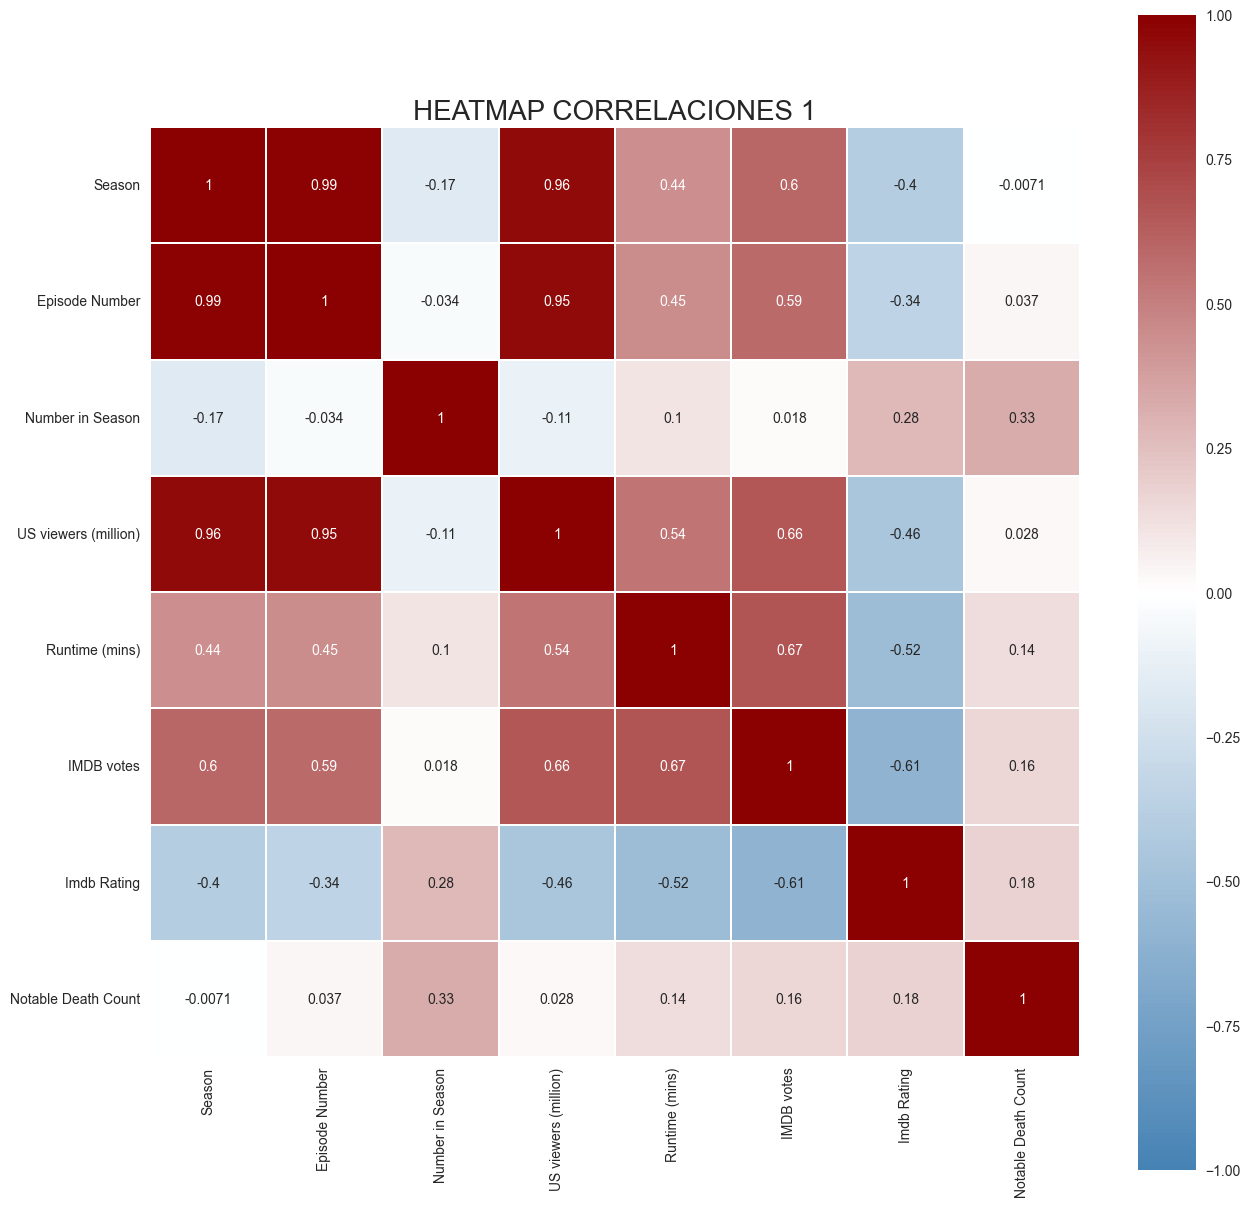 HEATMAP CORRELACIONES 1
Season 1 0.99 -0.17 0.96 0.44 0.6 -0.4 -0.0071
Episode Number 0.99 1 -0.034 0.95 0.45 0.59 -0.34 0.037
Number in Season -0.17 -0.034 1 -0.11 0.1 0.018 0.28 0.33
US viewers (million) 0.96 0.95 -0.11 1 0.54 0.66 -0.46 0.028
Runtime (mins) 0.44 0.45 0.1 0.54 1 0.67 -0.52 0.14
IMDB votes 0.6 0.59 0.018 0.66 0.67 1 -0.61 0.16
Imdb Rating -0.4 -0.34 0.28 -0.46 -0.52 -0.61 1 0.18
Notable Death Count -0.0071 0.037 0.33 0.028 0.14 0.16 0.18 1
Season
Episode Number
Number in Season
US viewers (million)
Runtime (mins)
IMDB votes
Imdb Rating
Notable Death Count
1.00
0.75
0.50
0.25
0.00
−0.25
−0.50
−0.75
−1.00